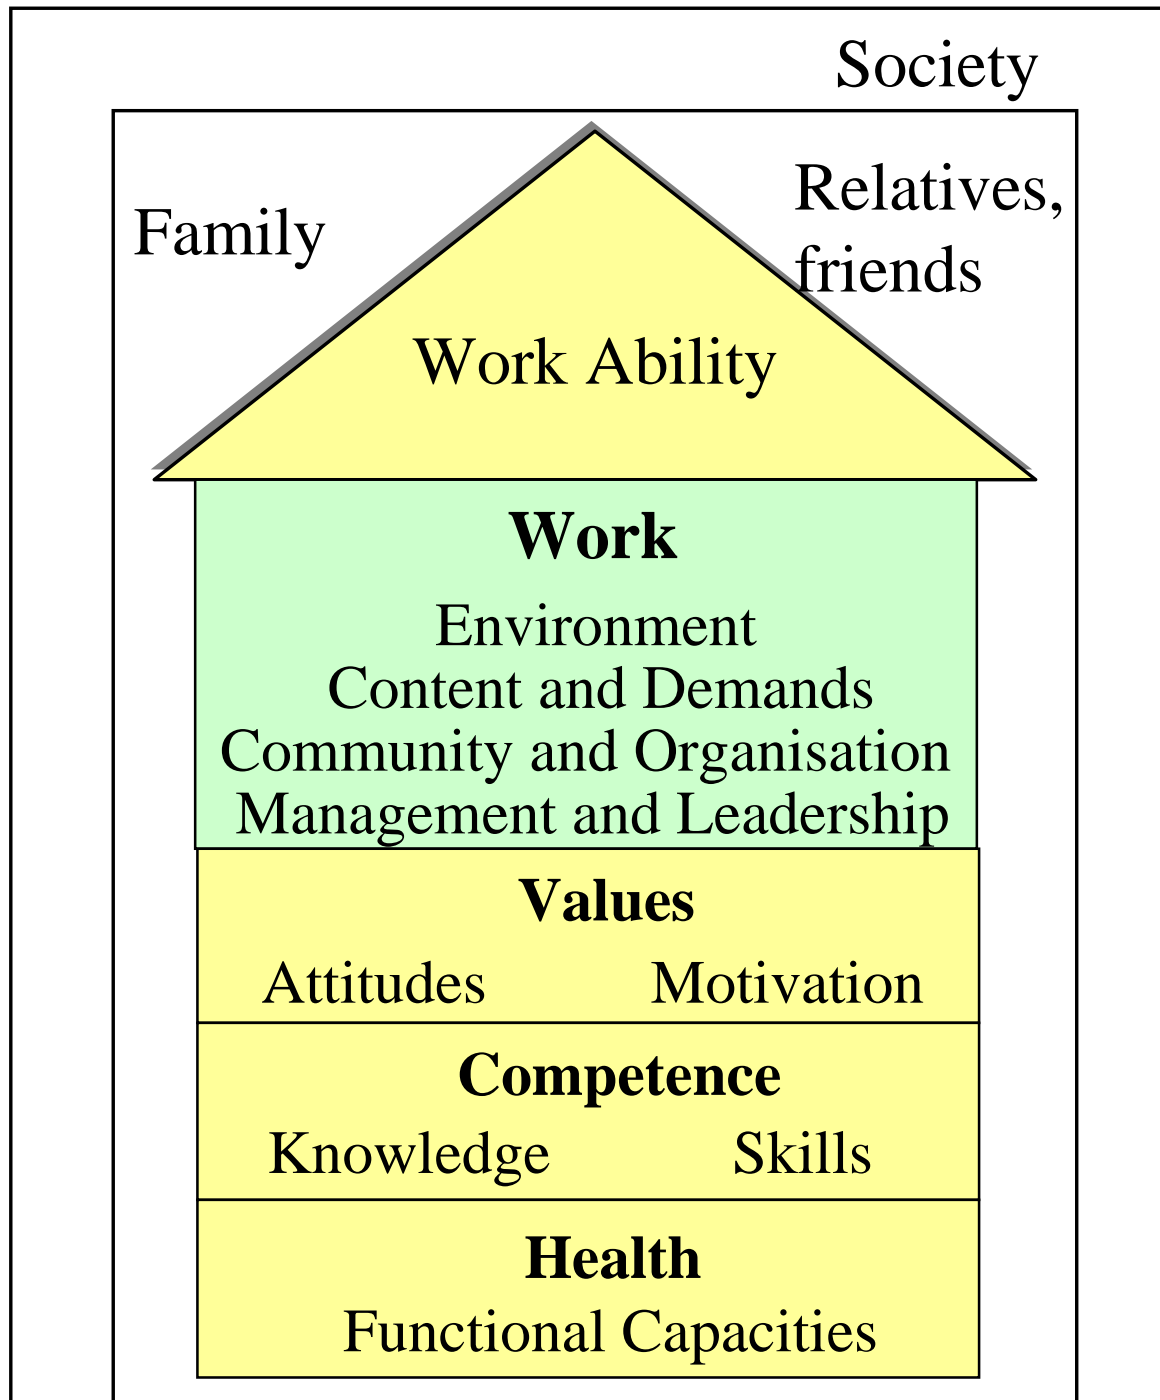 Society
Family
Relatives,
friends
Work Ability
Work
Environment
Content and Demands
Community and Organisation
Management and Leadership
Values
Attitudes Motivation
Competence
Knowledge Skills
Health
Functional Capacities